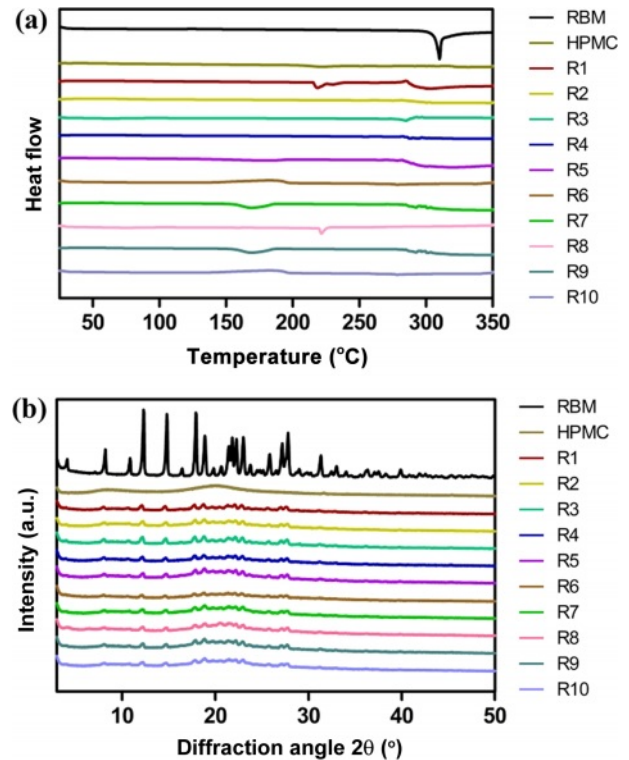 (a)
Heat flow
50 100 150 200 250 300 350
Temperature (°C)
RBM
HPMC
R1
R2
R3
R4
R5
R6
R7
R8
R9
R10
(b)
Intensity (a.u.)
10 20 30 40 50
Diffraction angle 2θ (°)
RBM
HPMC
R1
R2
R3
R4
R5
R6
R7
R8
R9
R10